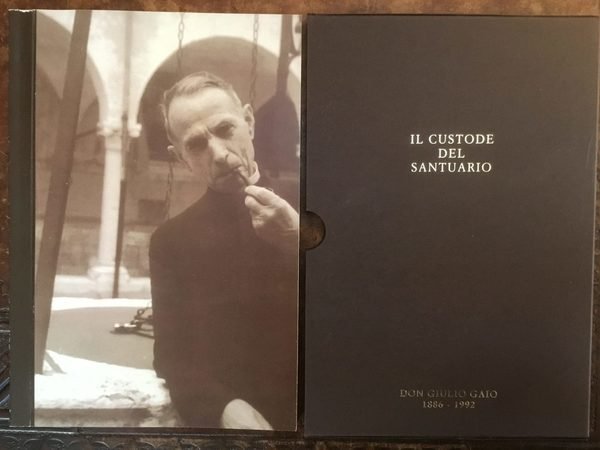 IL CUSTODE
DEL
SANTUARIO
DON GIULIO GAIO
1886 - 1992